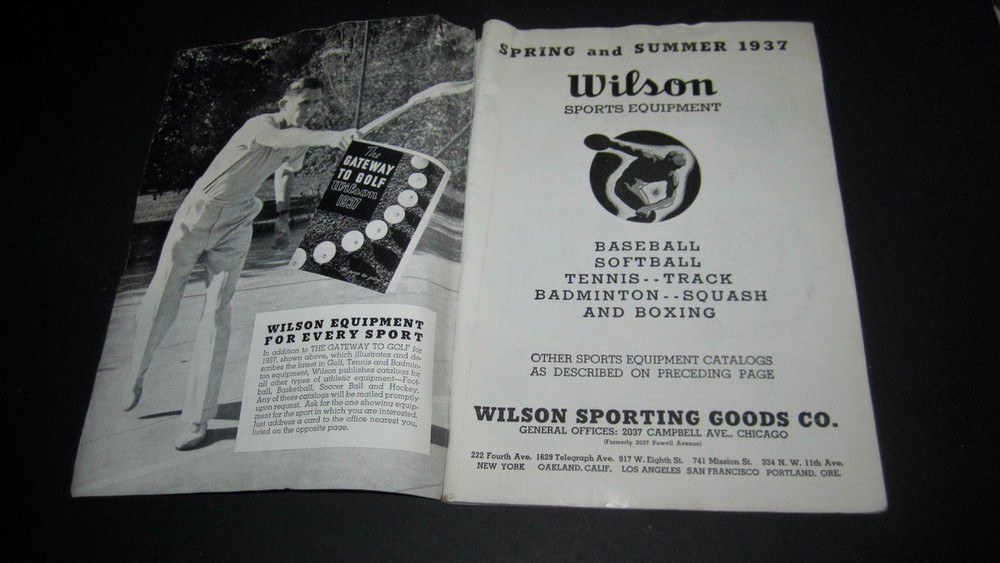 The
GATEWAY
TO GOLF
Wilson
1937
WILSON EQUIPMENT
FOR EVERY SPORT
In addition to THE GATEWAY TO GOLF for
1937, shown above, which illustrates and de-
scribes the latest in Golf, Tennis and Badmin-
ton equipment, Wilson publishes catalogs for
all other types of athletic equipment—Foot-
ball, Basketball, Soccer Ball and Hockey.
Any of these catalogs will be mailed promptly
upon request. Ask for the one showing equip-
ment for the sport in which you are interested.
Just address a card to the office nearest you,
listed on the opposite page.
SPRING and SUMMER 1937
Wilson
SPORTS EQUIPMENT
BASEBALL
SOFTBALL
TENNIS--TRACK
BADMINTON--SQUASH
AND BOXING
OTHER SPORTS EQUIPMENT CATALOGS
AS DESCRIBED ON PRECEDING PAGE
WILSON SPORTING GOODS CO.
GENERAL OFFICES: 2037 CAMPBELL AVE., CHICAGO
(Formerly 2037 Powell Avenue)
222 Fourth Ave. 1629 Telegraph Ave. 917 W. Eighth St. 741 Mission St. 334 N. W. 11th Ave.
NEW YORK OAKLAND, CALIF. LOS ANGELES SAN FRANCISCO PORTLAND, ORE.